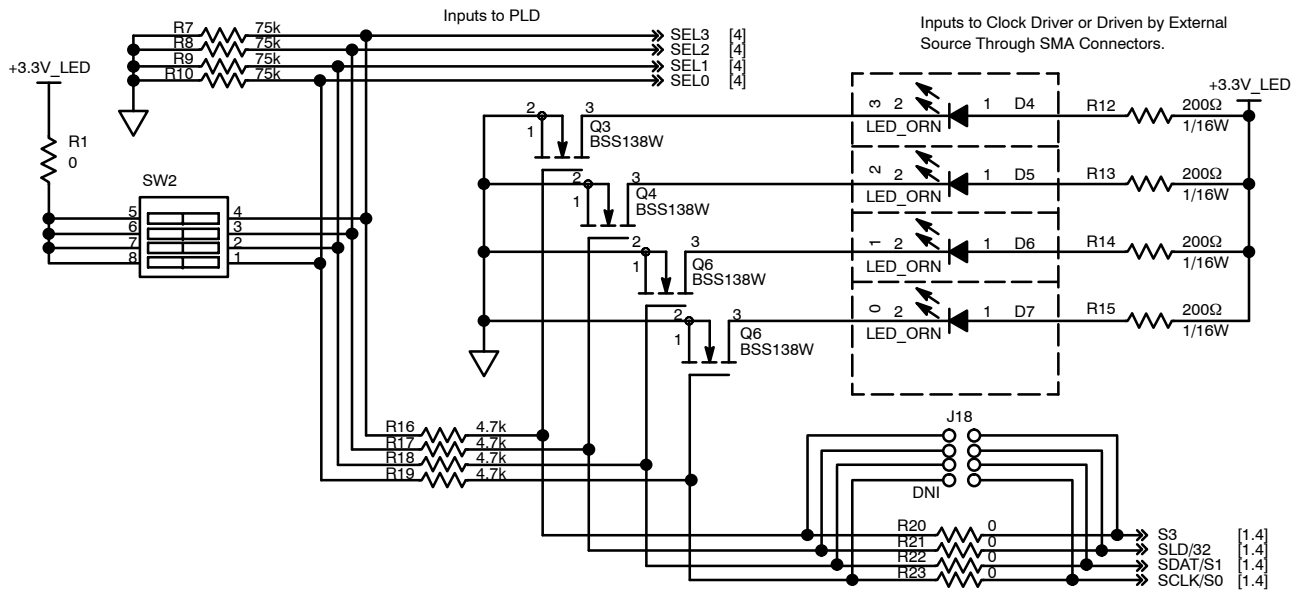 Inputs to PLD
Inputs to Clock Driver or Driven by External
Source Through SMA Connectors.
R7 75k SEL3 [4]
R8 75k SEL2 [4]
R9 75k SEL1 [4]
R10 75k SEL0 [4]
+3.3V_LED
R1
0
SW2
5 4
6 3
7 2
8 1
+3.3V_LED
2 3
1
Q3
BSS138W
3 2 1 D4
LED_ORN
R12 200Ω
1/16W
2 3
1
Q4
BSS138W
2 2 1 D5
LED_ORN
R13 200Ω
1/16W
2 3
1
Q6
BSS138W
1 2 1 D6
LED_ORN
R14 200Ω
1/16W
2 3
1
Q6
BSS138W
0 2 1 D7
LED_ORN
R15 200Ω
1/16W
R16 4.7k
R17 4.7k
R18 4.7k
R19 4.7k
J18
DNI
R20 0 S3 [1.4]
R21 0 SLD/32 [1.4]
R22 0 SDAT/S1 [1.4]
R23 0 SCLK/S0 [1.4]